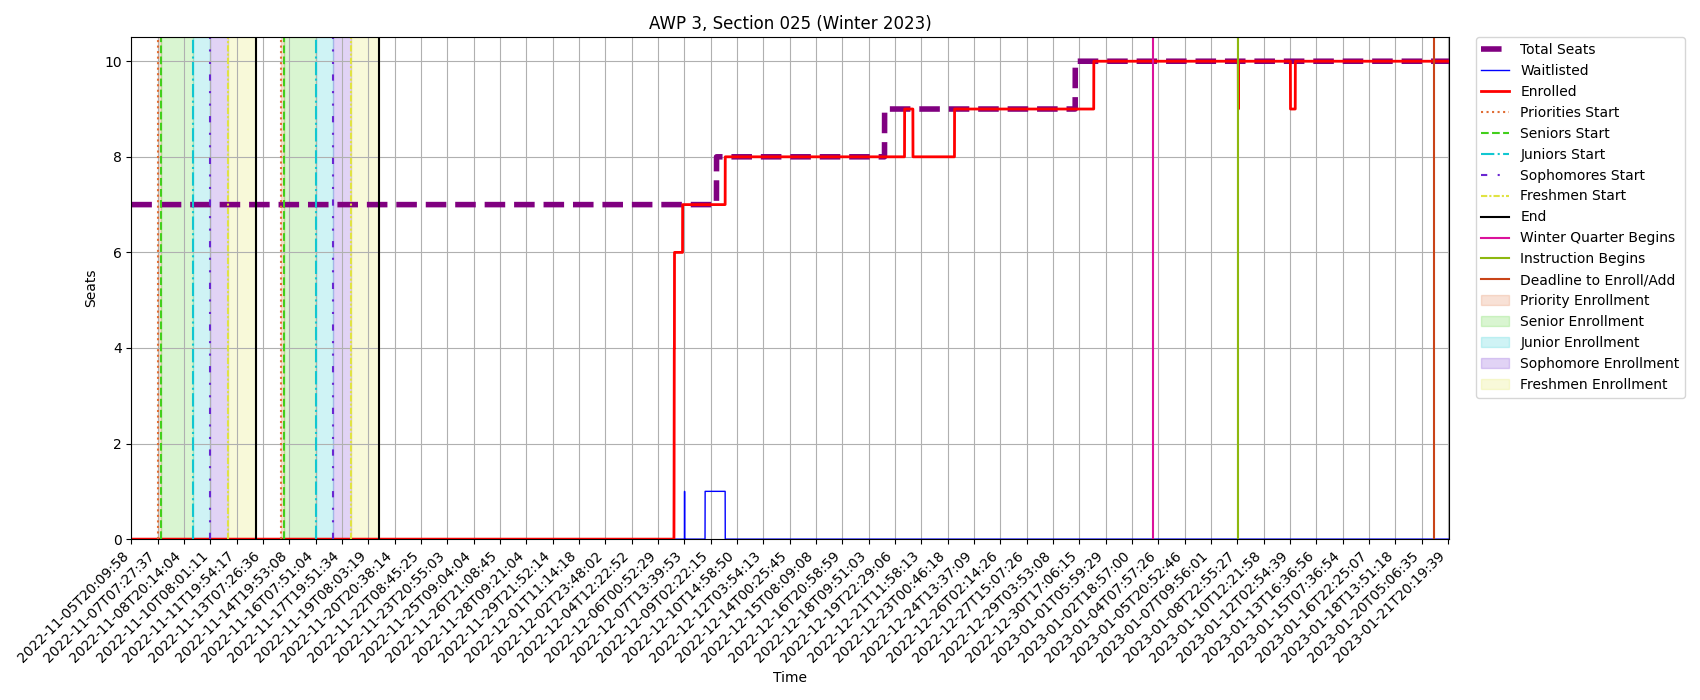 AWP 3, Section 025 (Winter 2023)
Seats
10
8
6
4
2
0
2022-11-05T20:09:58
2022-11-07T07:27:37
2022-11-08T20:14:04
2022-11-10T08:01:11
2022-11-11T19:54:17
2022-11-13T07:26:36
2022-11-14T19:53:08
2022-11-16T07:51:04
2022-11-17T19:51:34
2022-11-19T08:03:19
2022-11-20T20:38:14
2022-11-22T08:45:25
2022-11-23T20:55:03
2022-11-25T09:04:04
2022-11-26T21:08:45
2022-11-28T09:21:04
2022-11-29T21:52:14
2022-12-01T11:14:18
2022-12-02T23:48:02
2022-12-04T12:22:52
2022-12-06T00:52:29
2022-12-07T13:39:53
2022-12-09T02:22:15
2022-12-10T14:58:50
2022-12-12T03:54:13
2022-12-14T00:25:45
2022-12-15T08:09:08
2022-12-16T20:58:59
2022-12-18T09:51:03
2022-12-19T22:29:06
2022-12-21T11:58:13
2022-12-23T00:46:18
2022-12-24T13:37:09
2022-12-26T02:14:26
2022-12-27T15:07:26
2022-12-29T03:53:08
2022-12-30T17:06:15
2023-01-01T05:59:29
2023-01-02T18:57:00
2023-01-04T07:57:26
2023-01-05T20:52:46
2023-01-07T09:56:01
2023-01-08T22:55:27
2023-01-10T12:21:58
2023-01-12T02:54:39
2023-01-13T16:36:56
2023-01-15T07:36:54
2023-01-16T22:25:07
2023-01-18T13:51:18
2023-01-20T05:06:35
2023-01-21T20:19:39
Time
Total Seats
Waitlisted
Enrolled
Priorities Start
Seniors Start
Juniors Start
Sophomores Start
Freshmen Start
End
Winter Quarter Begins
Instruction Begins
Deadline to Enroll/Add
Priority Enrollment
Senior Enrollment
Junior Enrollment
Sophomore Enrollment
Freshmen Enrollment